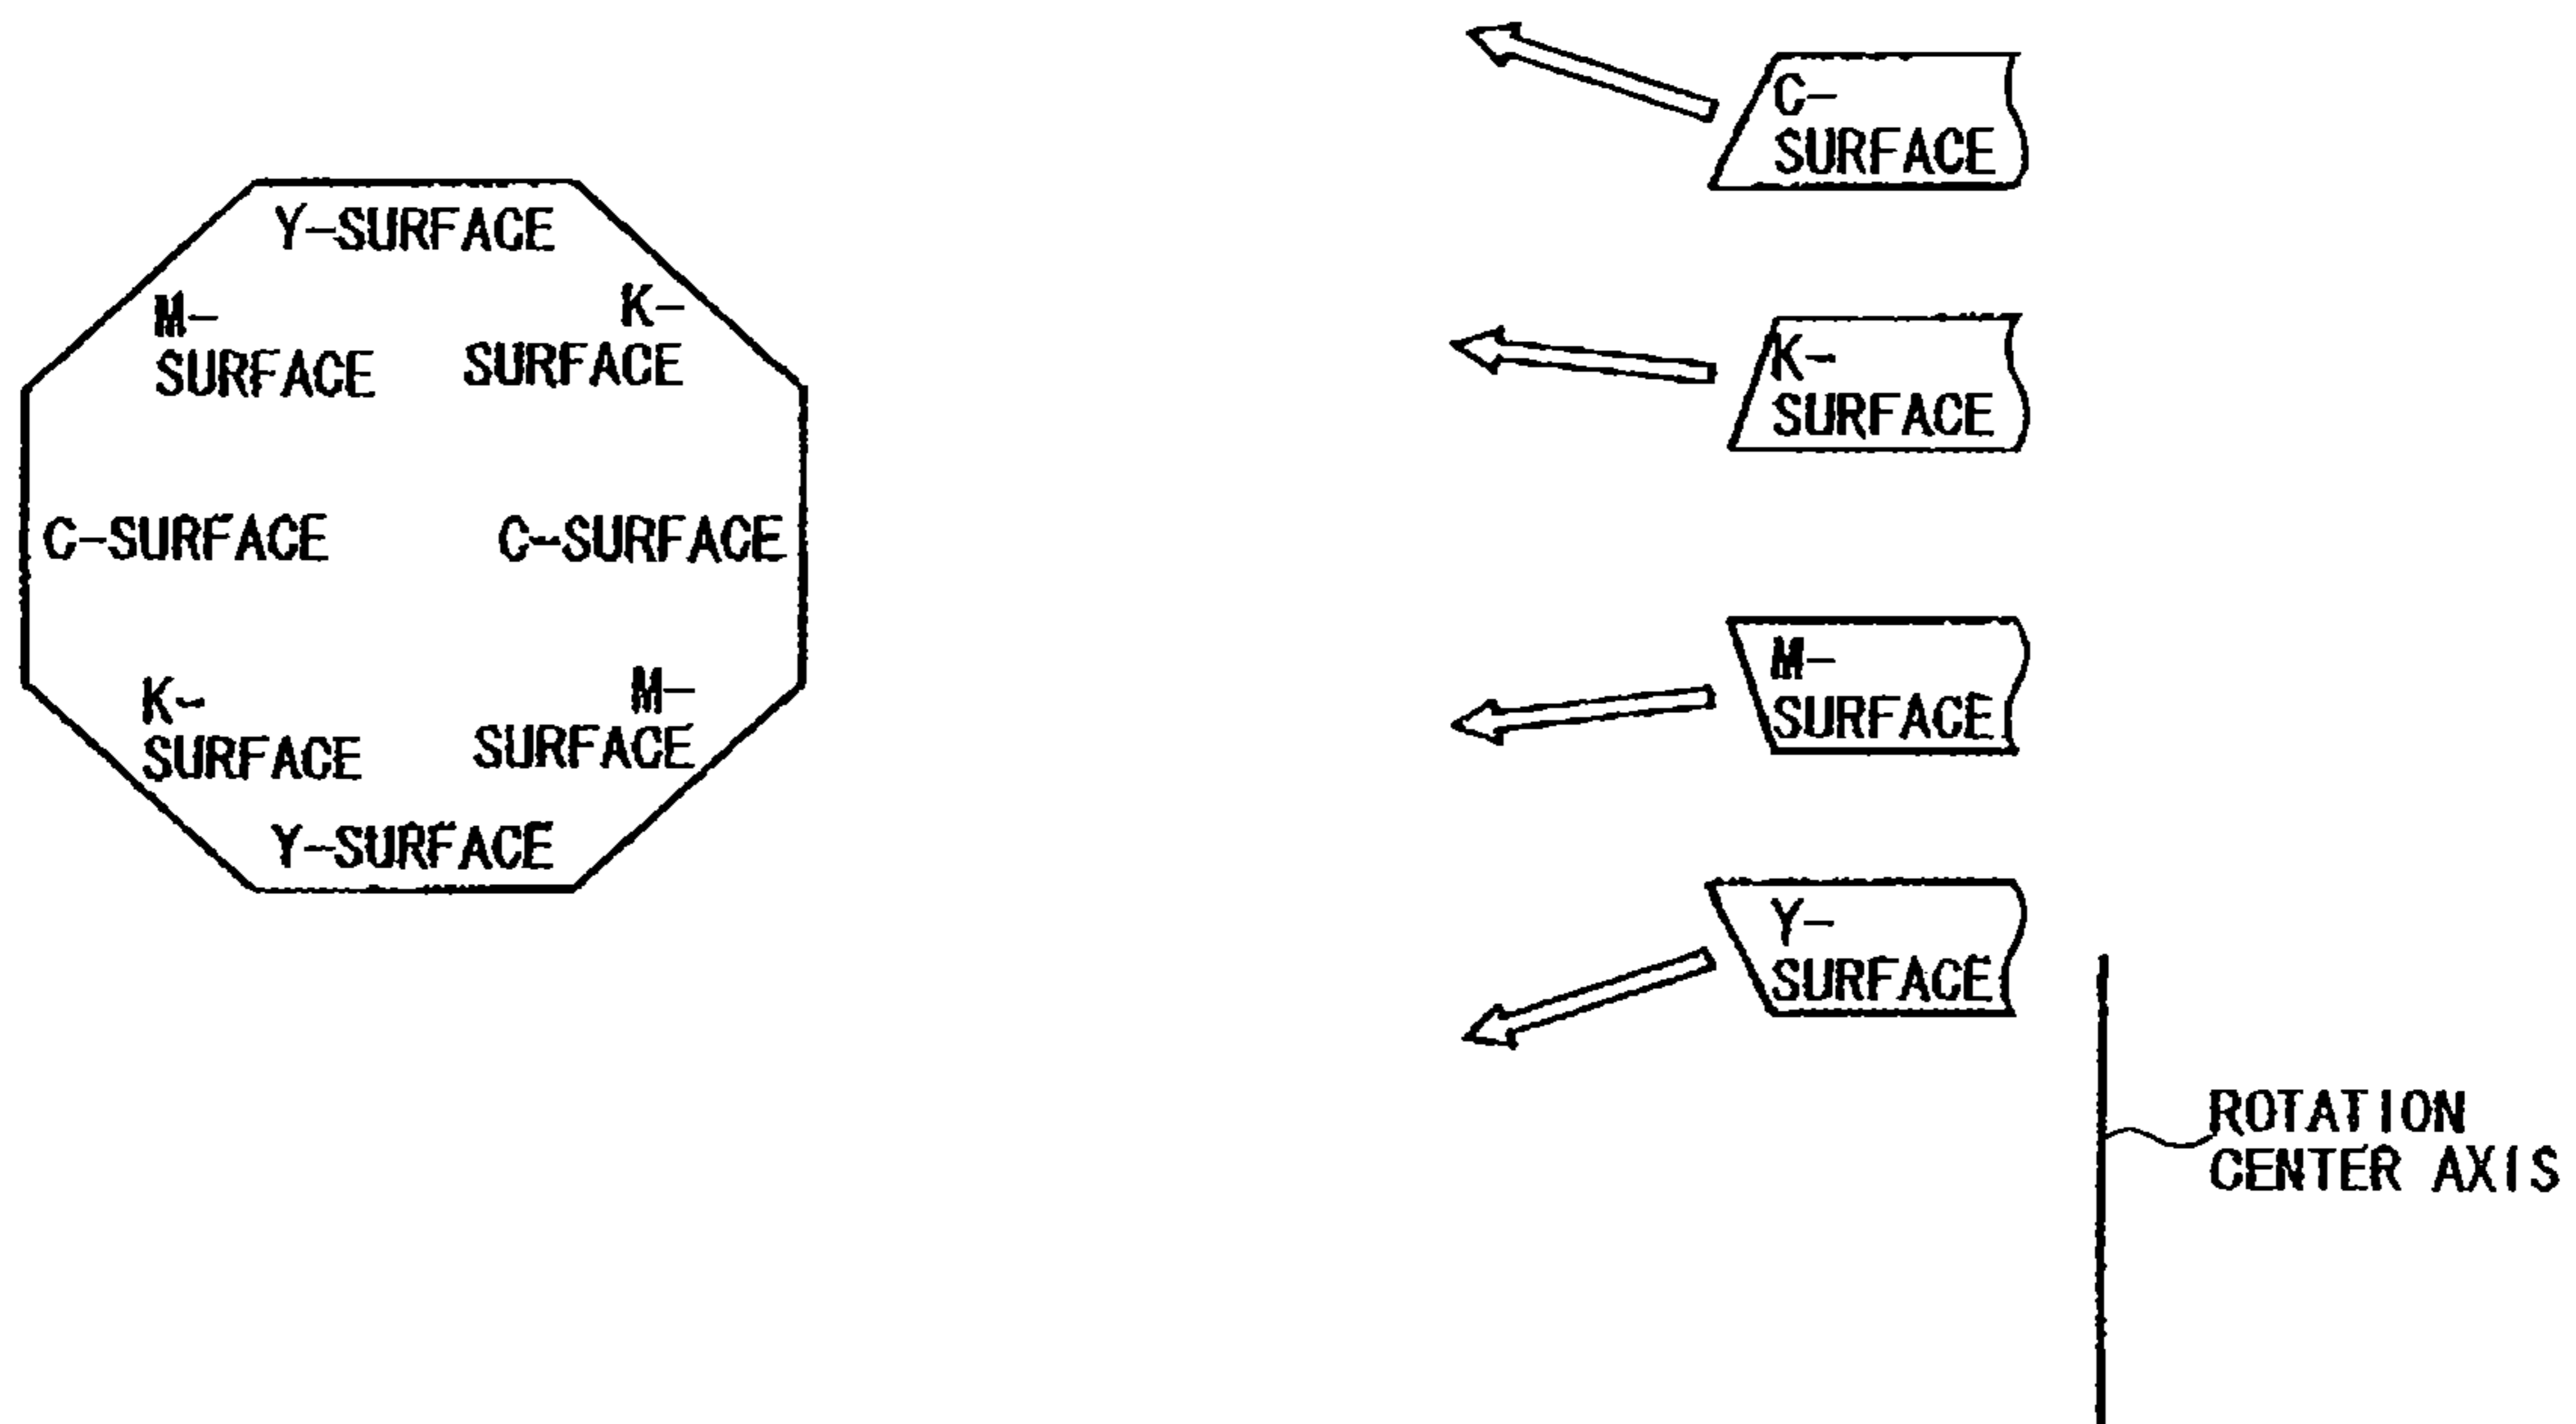 Y-SURFACE
M-
SURFACE
K-
SURFACE
C-SURFACE
C-SURFACE
K-
SURFACE
M-
SURFACE
Y-SURFACE
C-
SURFACE
K-
SURFACE
M-
SURFACE
Y-
SURFACE
ROTATION
CENTER AXIS